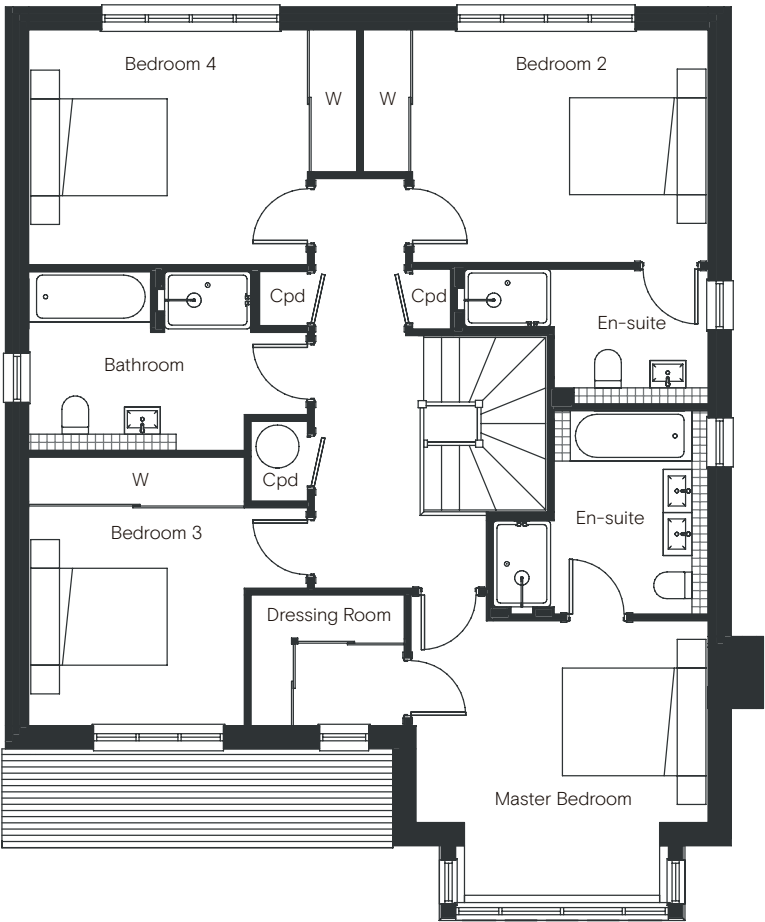 Bedroom 4
Bedroom 2
W
W
Cpd
Cpd
En-suite
Bathroom
Cpd
W
En-suite
Bedroom 3
Dressing Room
Master Bedroom